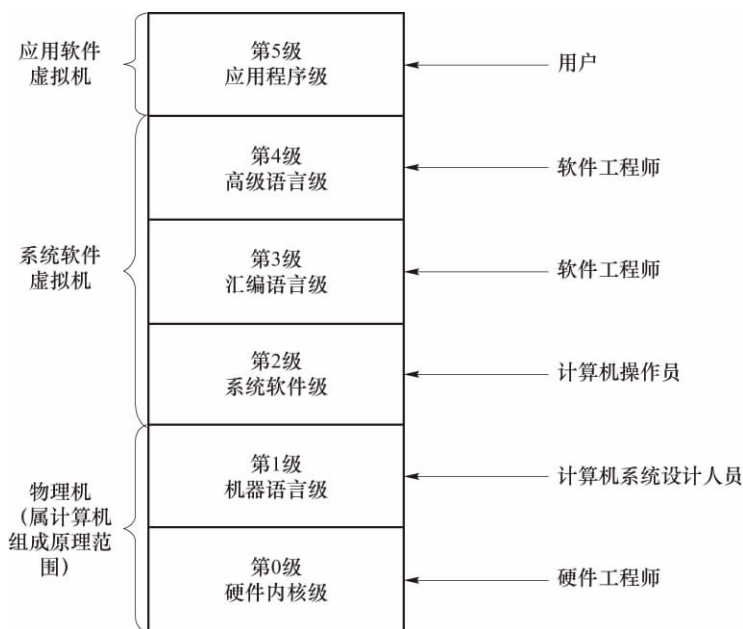 应用软件
虚拟机
第5级
应用程序级
用户
第4级
高级语言级
软件工程师
系统软件
虚拟机
第3级
汇编语言级
软件工程师
第2级
系统软件级
计算机操作员
物理机
（属计算机
组成原理范
围）
第1级
机器语言级
计算机系统设计人员
第0级
硬件内核级
硬件工程师